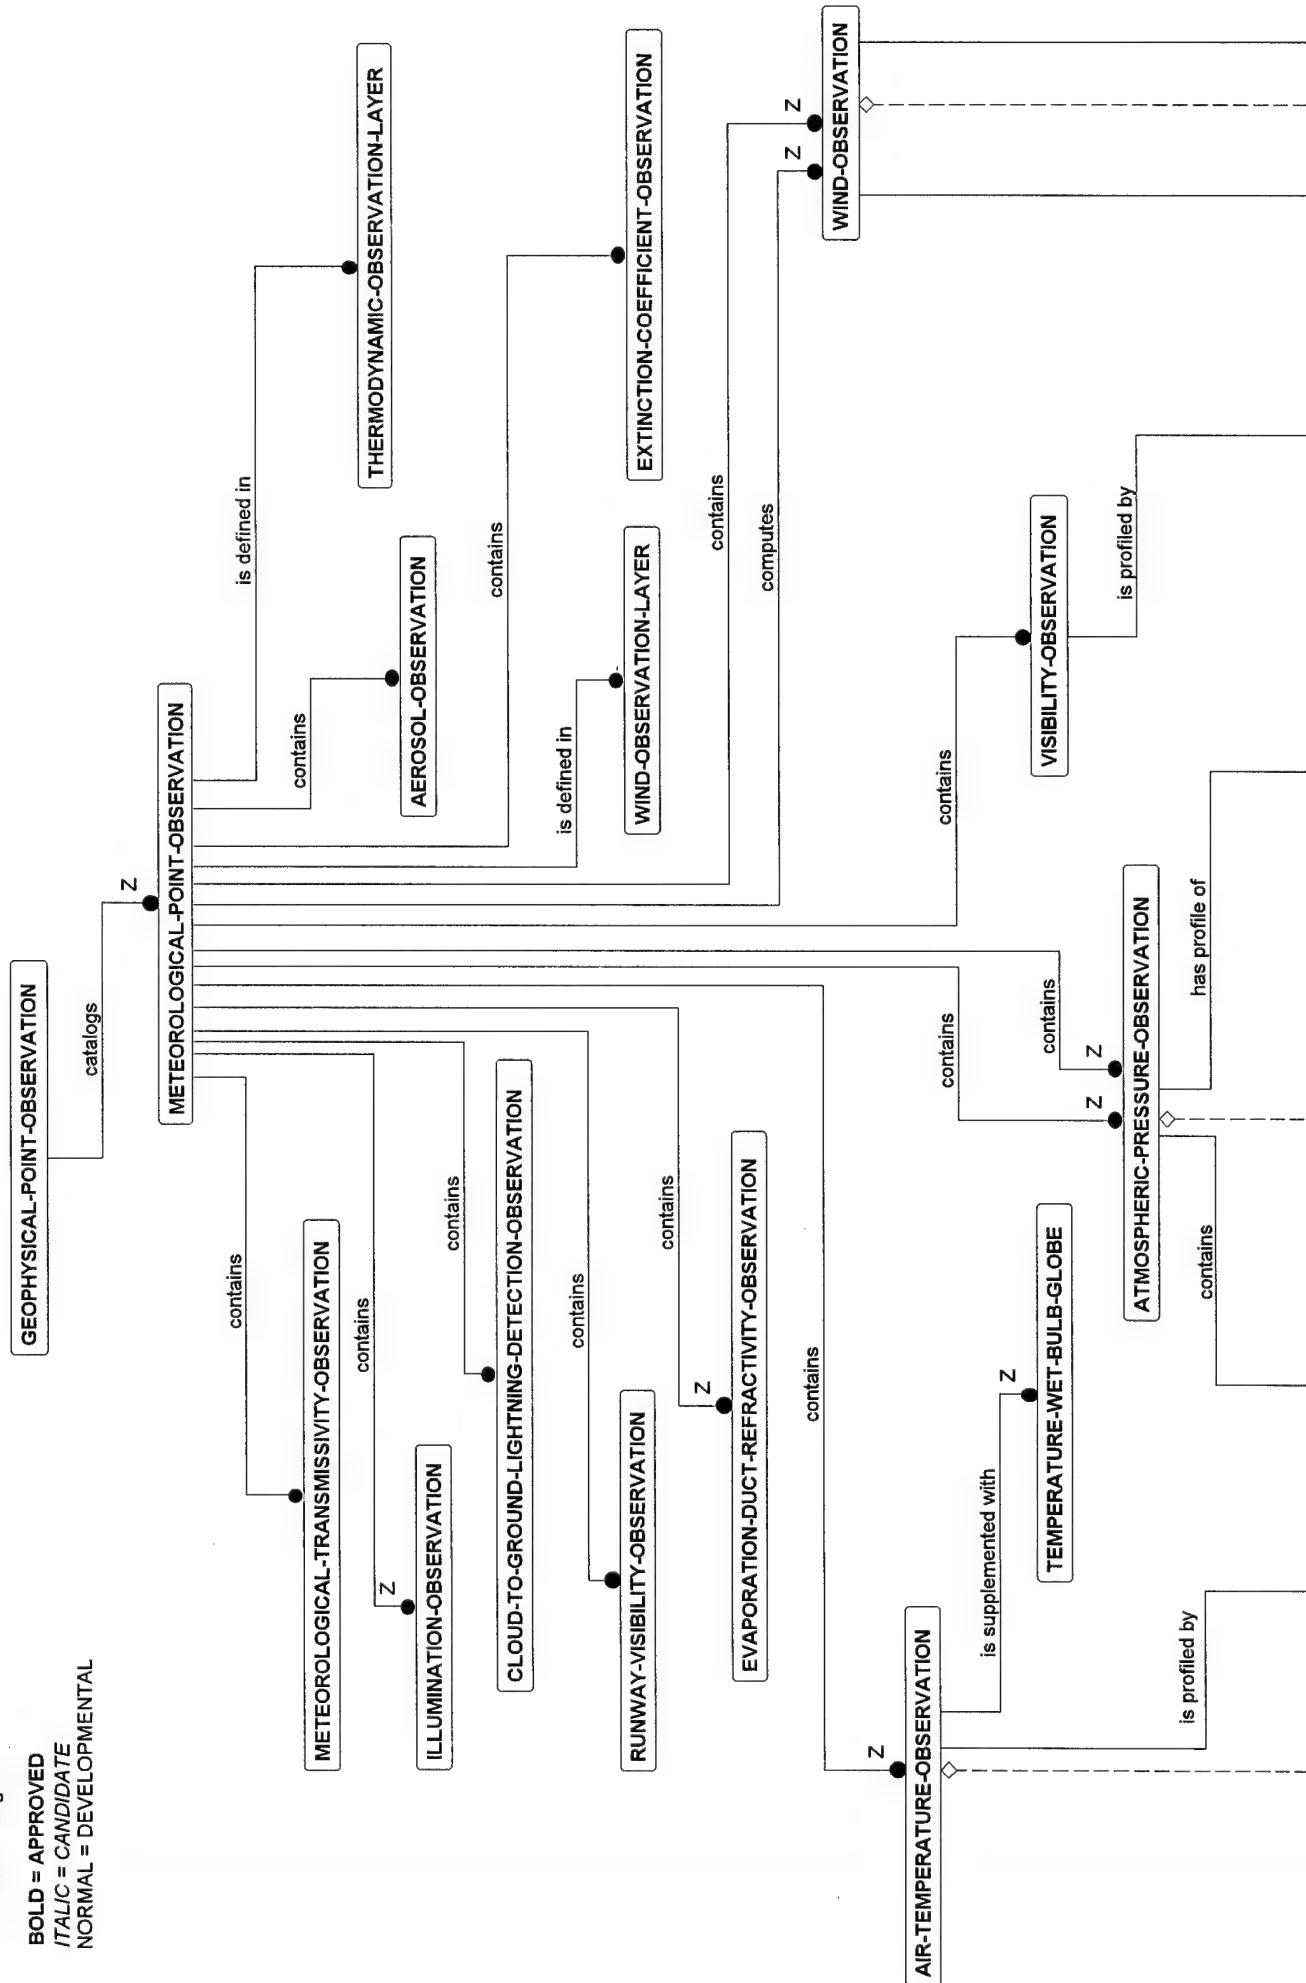 BOLD = APPROVED
ITALIC = CANDIDATE
NORMAL = DEVELOPMENTAL
GEOPHYSICAL-POINT-OBSERVATION
catalogs
Z
METEOROLOGICAL-POINT-OBSERVATION
contains
is defined in
METEOROLOGICAL-TRANSMISSIVITY-OBSERVATION
contains
THERMODYNAMIC-OBSERVATION-LAYER
contains
Z
AEROSOL-OBSERVATION
ILLUMINATION-OBSERVATION
contains
contains
CLOUD-TO-GROUND-LIGHTNING-DETECTION-OBSERVATION
contains
is defined in
RUNWAY-VISIBILITY-OBSERVATION
WIND-OBSERVATION-LAYER
EXTINCTION-COEFFICIENT-OBSERVATION
contains
Z
contains
EVAPORATION-DUCT-REFRACTIVITY-OBSERVATION
computes
Z
Z
contains
WIND-OBSERVATION
Z
AIR-TEMPERATURE-OBSERVATION
contains
contains
is supplemented with
Z
VISIBILITY-OBSERVATION
contains
TEMPERATURE-WET-BULB-GLOBE
Z
Z
is profiled by
ATMOSPHERIC-PRESSURE-OBSERVATION
is profiled by
contains
has profile of